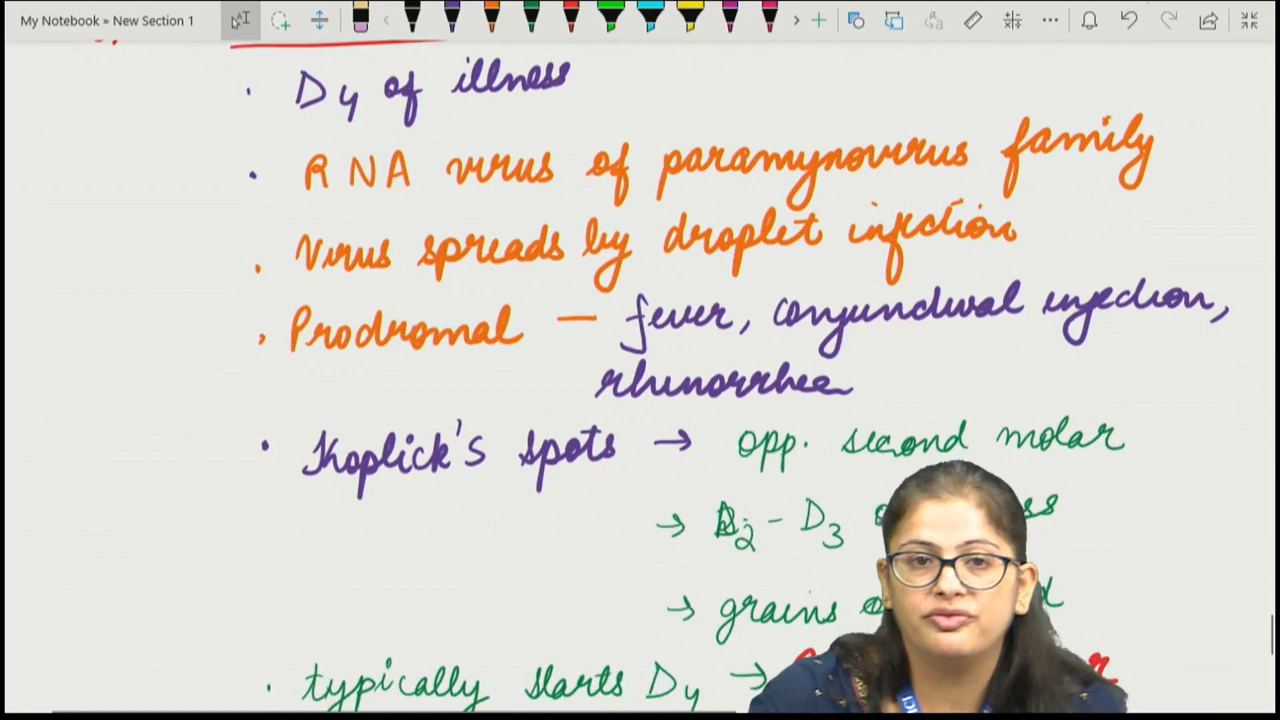 My Notebook » New Section 1
· D4 of illness
· RNA virus of paramynovirus family
· Virus spreads by droplet infection
· Prodromal — fever, conjunctival injection,
rhinorrhea
· Koplick's spots → opp. second molar
→ D2 - D3
→ grains
· typically starts D4 →